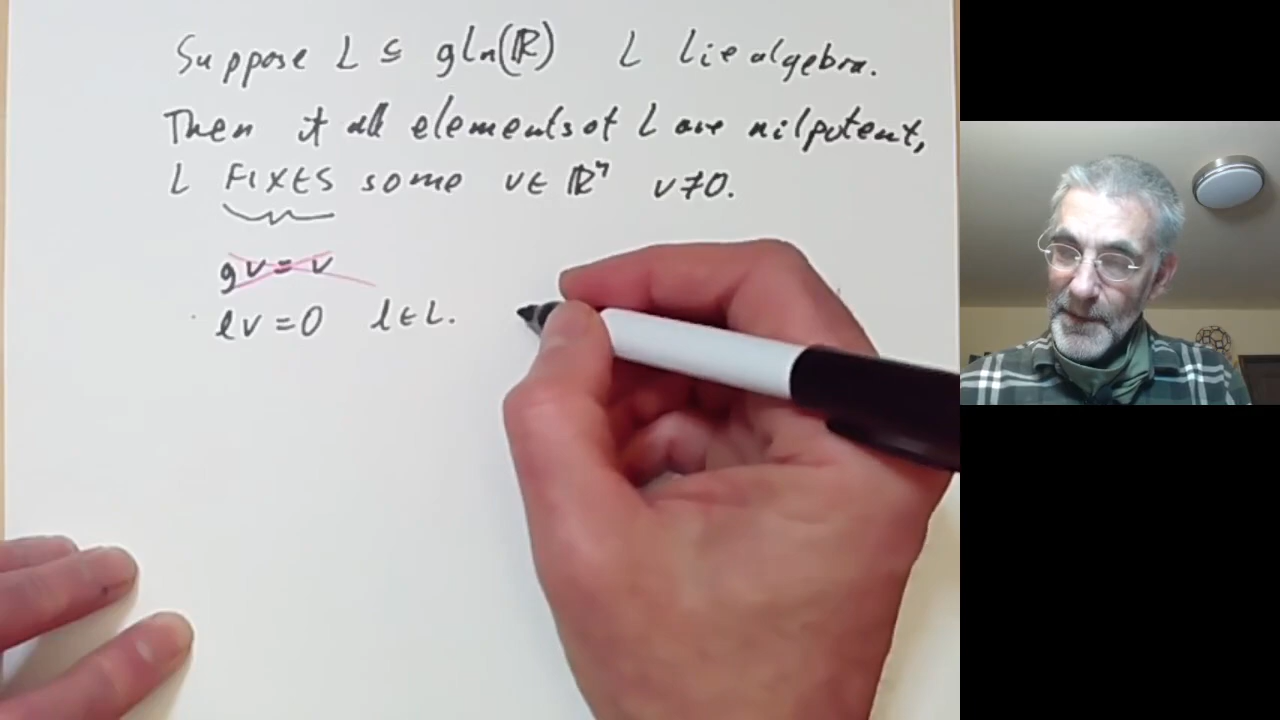 Suppose L ⊆ gln(ℝ) L Lie algebra.
Then if all elements of L are nilpotent,
L FIXES some v∈ ℝⁿ v≠0.
gv = v
lv = 0 l∈L.